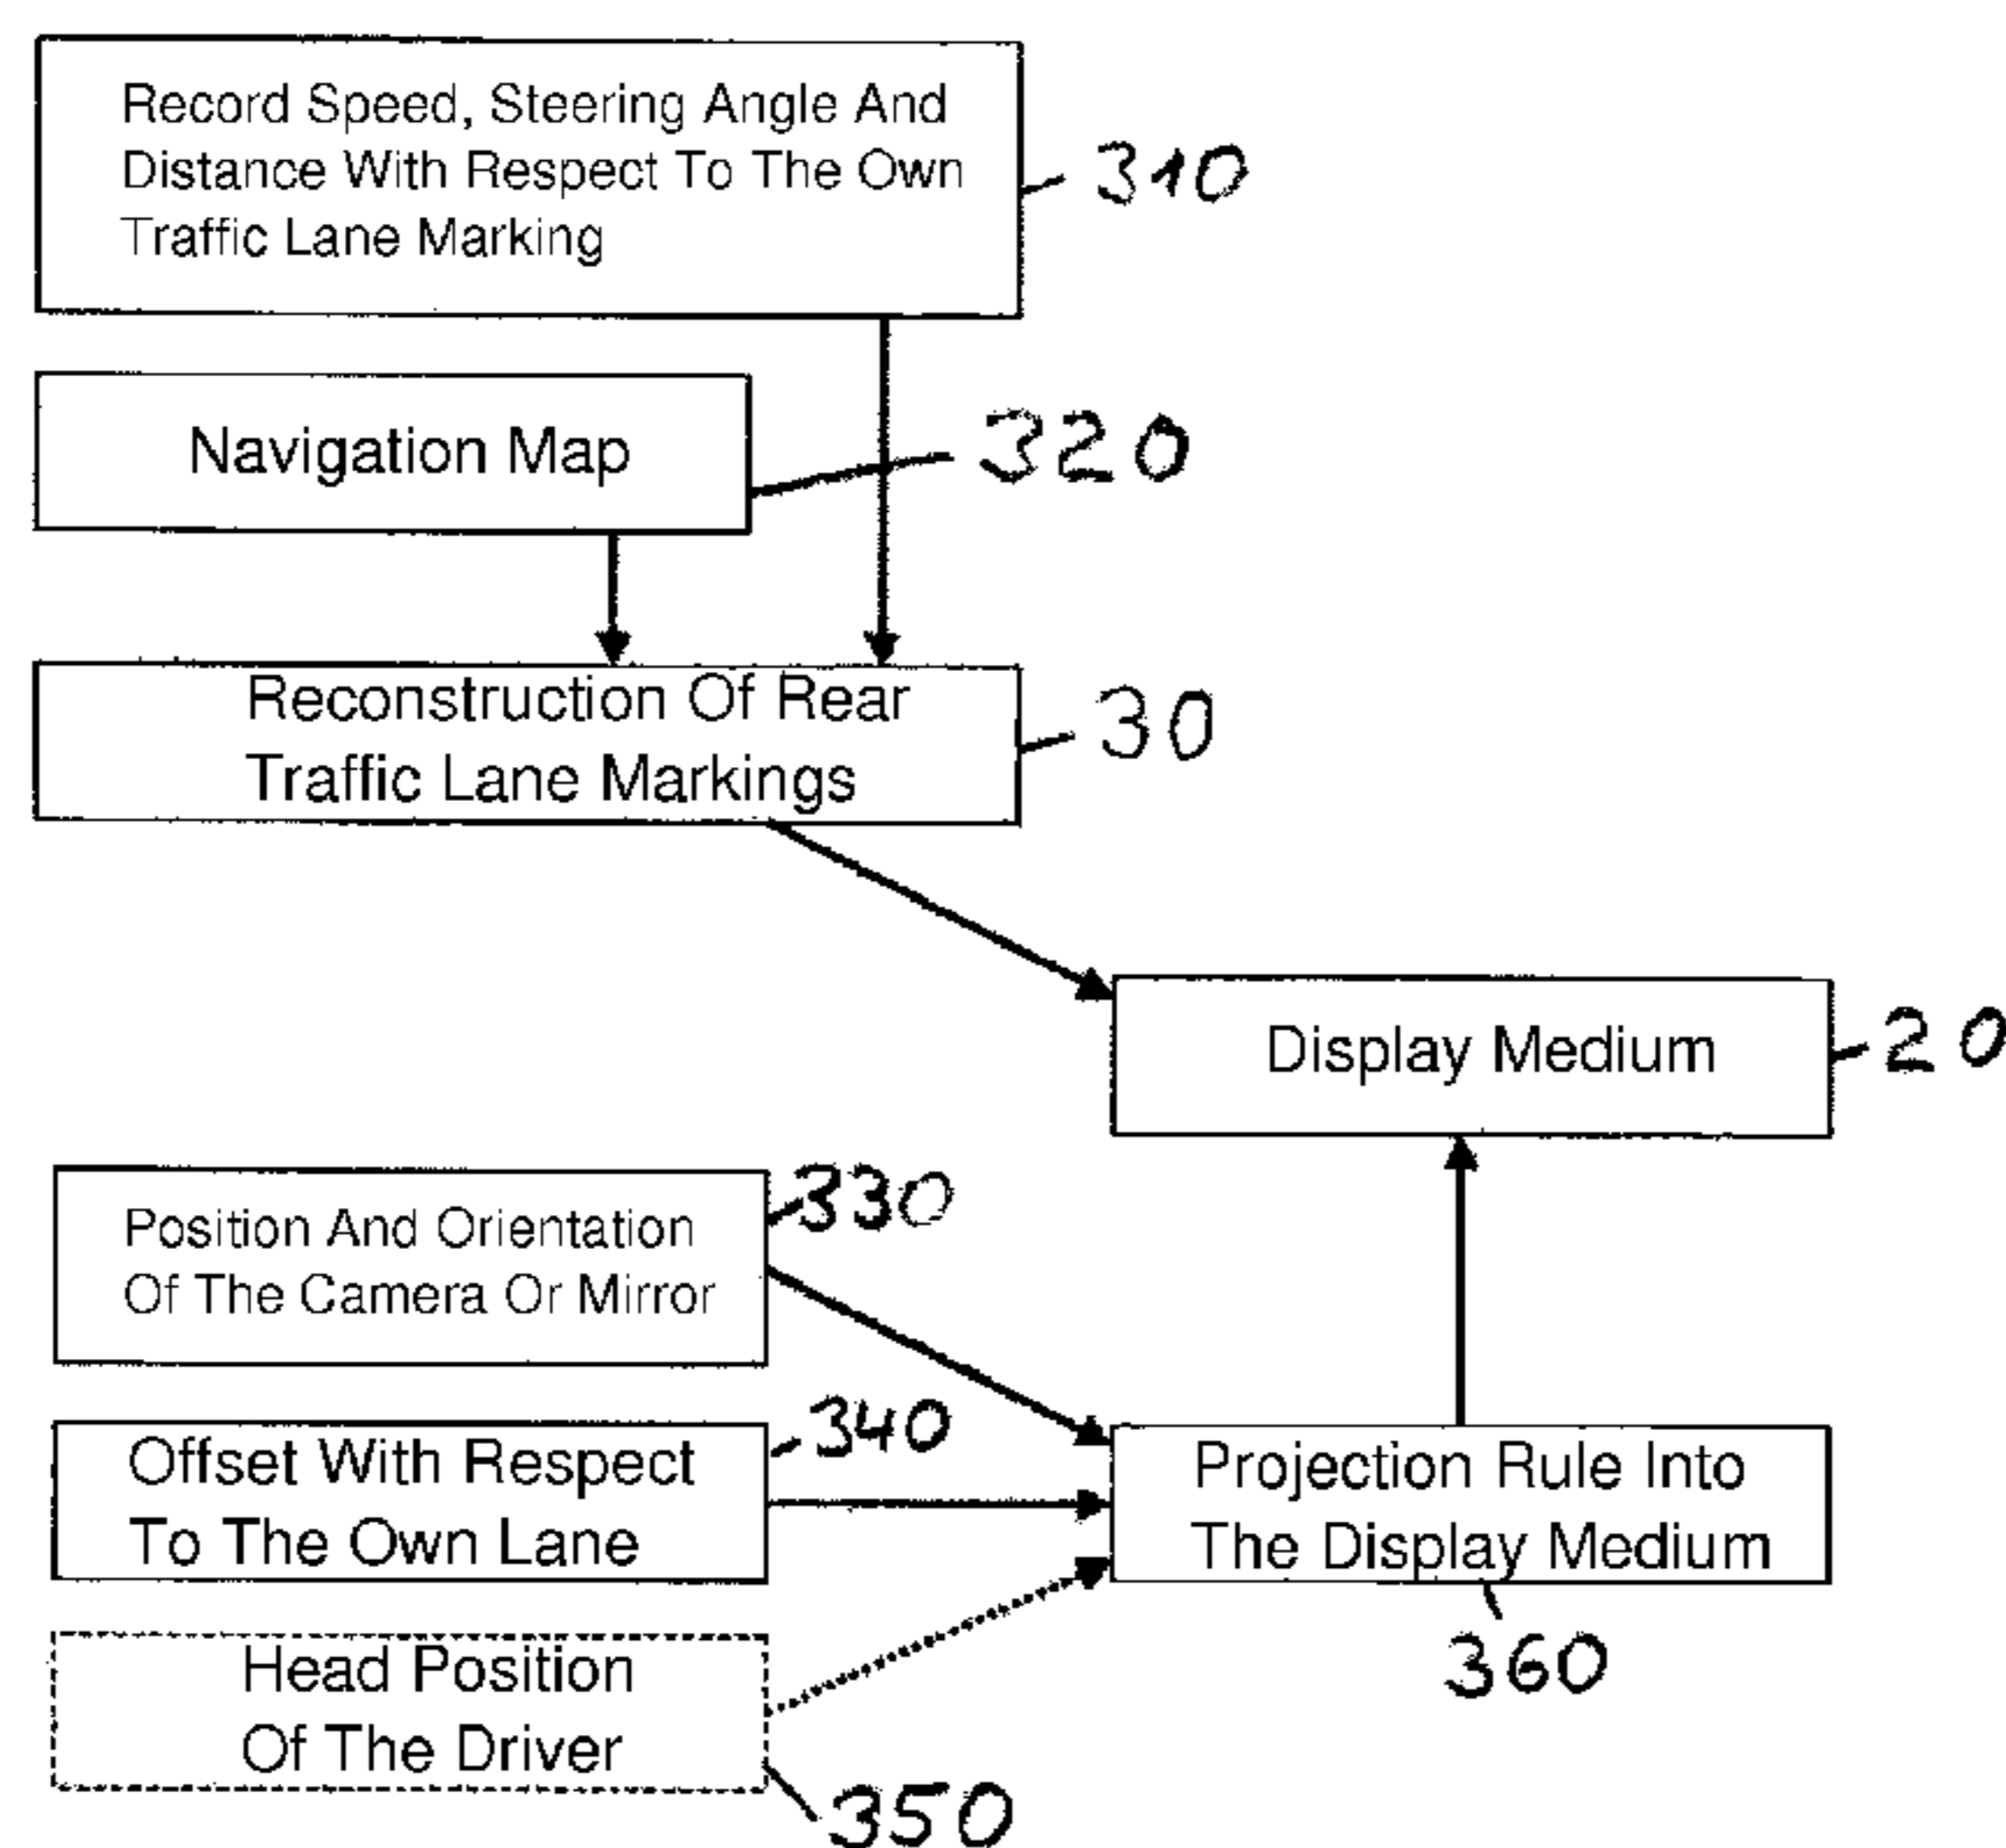 Record Speed, Steering Angle And
Distance With Respect To The Own
Traffic Lane Marking
310
Navigation Map
320
Reconstruction Of Rear
Traffic Lane Markings
30
Display Medium
20
Position And Orientation
Of The Camera Or Mirror
330
Offset With Respect
To The Own Lane
340
Projection Rule Into
The Display Medium
360
Head Position
Of The Driver
350